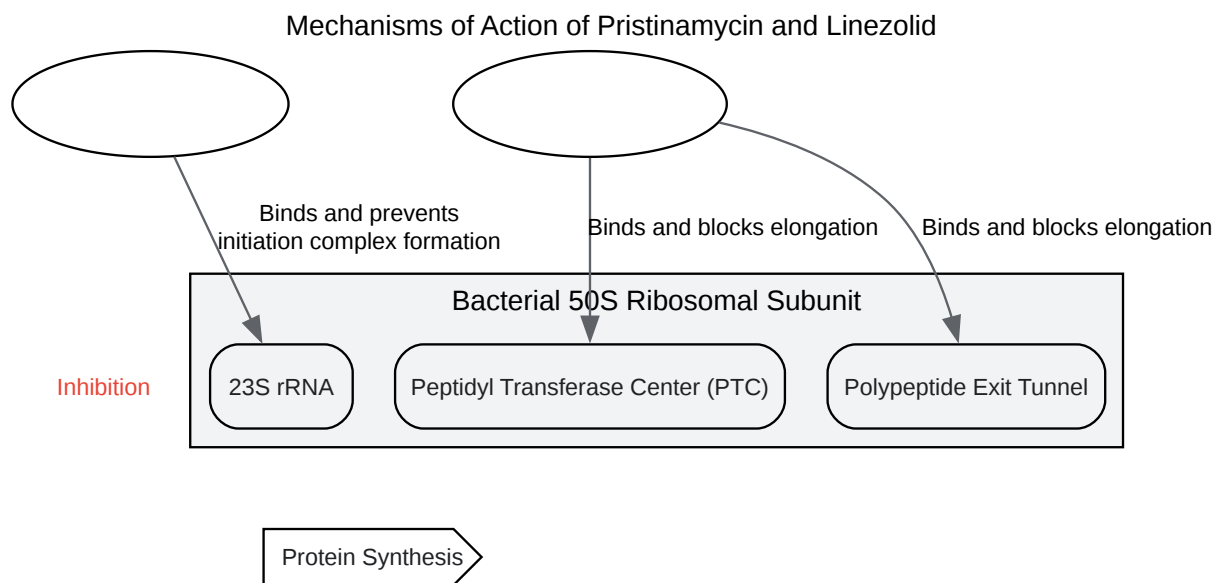 Mechanisms of Action of Pristinamycin and Linezolid
Binds and prevents
initiation complex formation
Binds and blocks elongation
Binds and blocks elongation
Bacterial 50S Ribosomal Subunit
Inhibition
23S rRNA
Peptidyl Transferase Center (PTC)
Polypeptide Exit Tunnel
Protein Synthesis